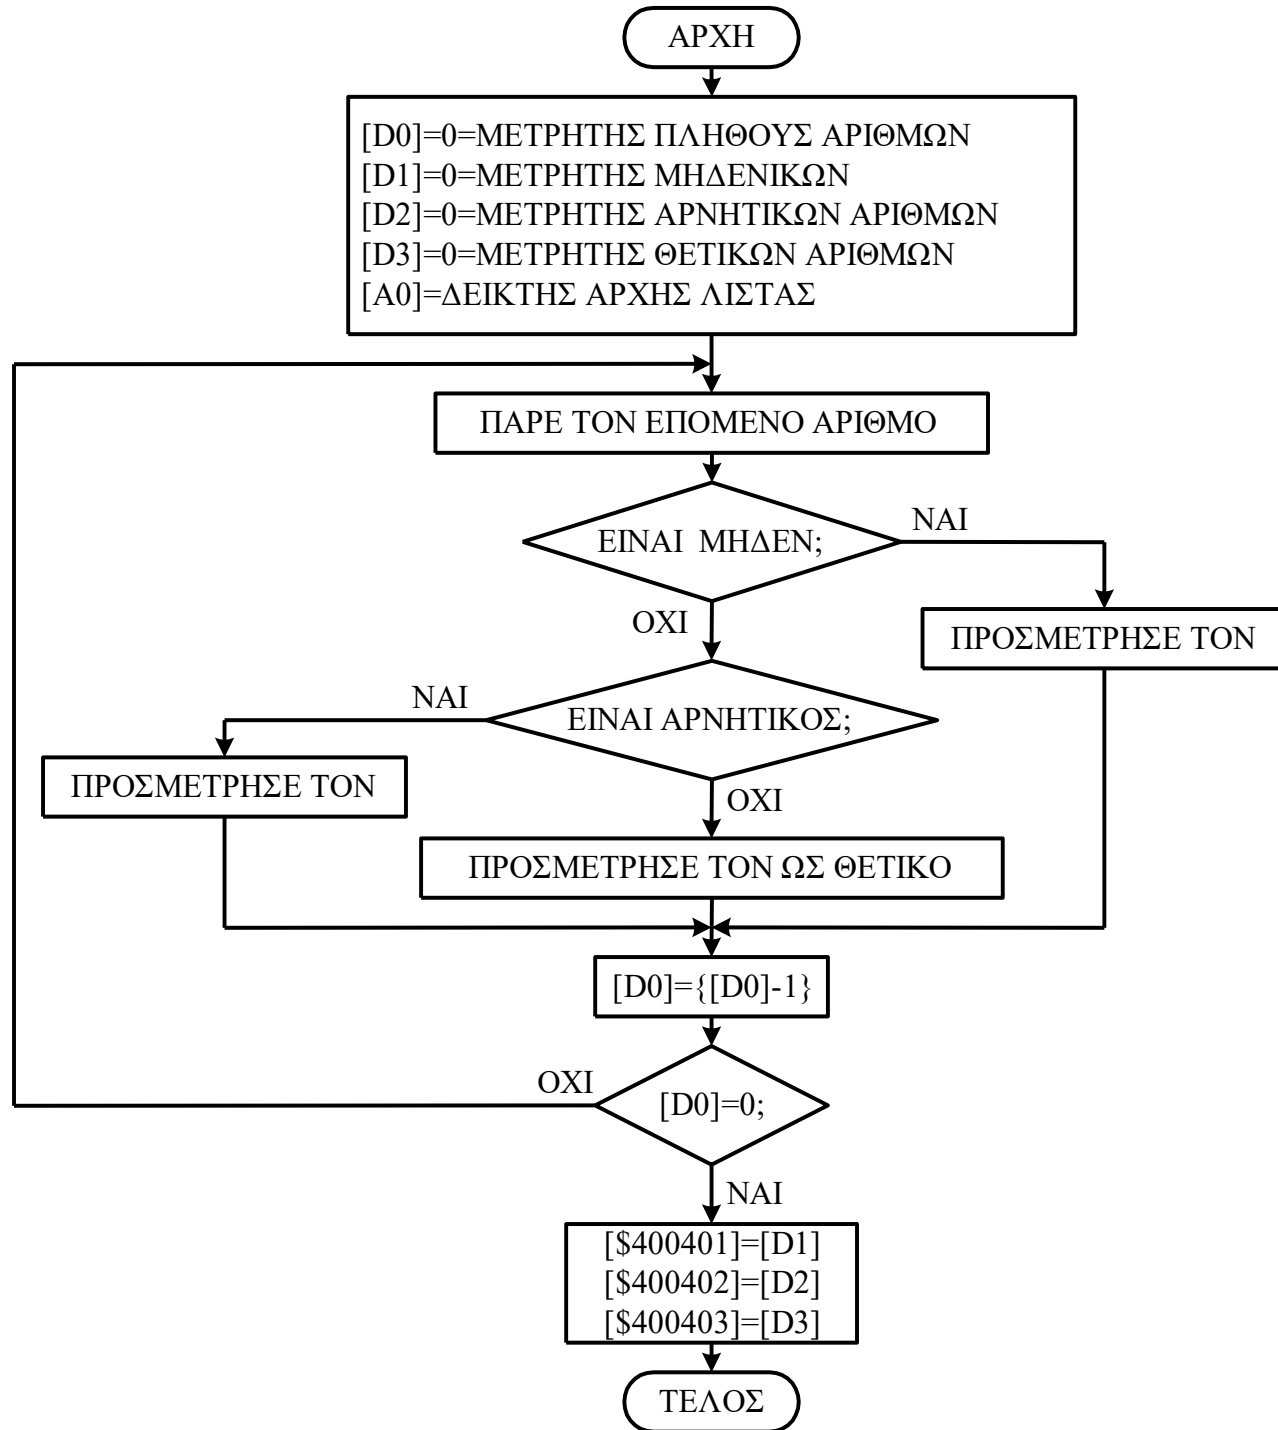 ΑΡΧΗ
[D0]=0=ΜΕΤΡΗΤΗΣ ΠΛΗΘΟΥΣ ΑΡΙΘΜΩΝ
[D1]=0=ΜΕΤΡΗΤΗΣ ΜΗΔΕΝΙΚΩΝ
[D2]=0=ΜΕΤΡΗΤΗΣ ΑΡΝΗΤΙΚΩΝ ΑΡΙΘΜΩΝ
[D3]=0=ΜΕΤΡΗΤΗΣ ΘΕΤΙΚΩΝ ΑΡΙΘΜΩΝ
[A0]=ΔΕΙΚΤΗΣ ΑΡΧΗΣ ΛΙΣΤΑΣ
ΠΑΡΕ ΤΟΝ ΕΠΟΜΕΝΟ ΑΡΙΘΜΟ
ΕΙΝΑΙ ΜΗΔΕΝ;
ΝΑΙ
ΟΧΙ
ΠΡΟΣΜΕΤΡΗΣΕ ΤΟΝ
ΕΙΝΑΙ ΑΡΝΗΤΙΚΟΣ;
ΝΑΙ
ΠΡΟΣΜΕΤΡΗΣΕ ΤΟΝ
ΟΧΙ
ΠΡΟΣΜΕΤΡΗΣΕ ΤΟΝ ΩΣ ΘΕΤΙΚΟ
[D0]={[D0]-1}
ΟΧΙ
[D0]=0;
ΝΑΙ
[$400401]=[D1]
[$400402]=[D2]
[$400403]=[D3]
ΤΕΛΟΣ